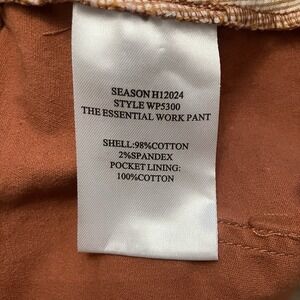 SEASON H12024
STYLE WP5300
THE ESSENTIAL WORK PANT
SHELL:98%COTTON
2%SPANDEX
POCKET LINING:
100%COTTON